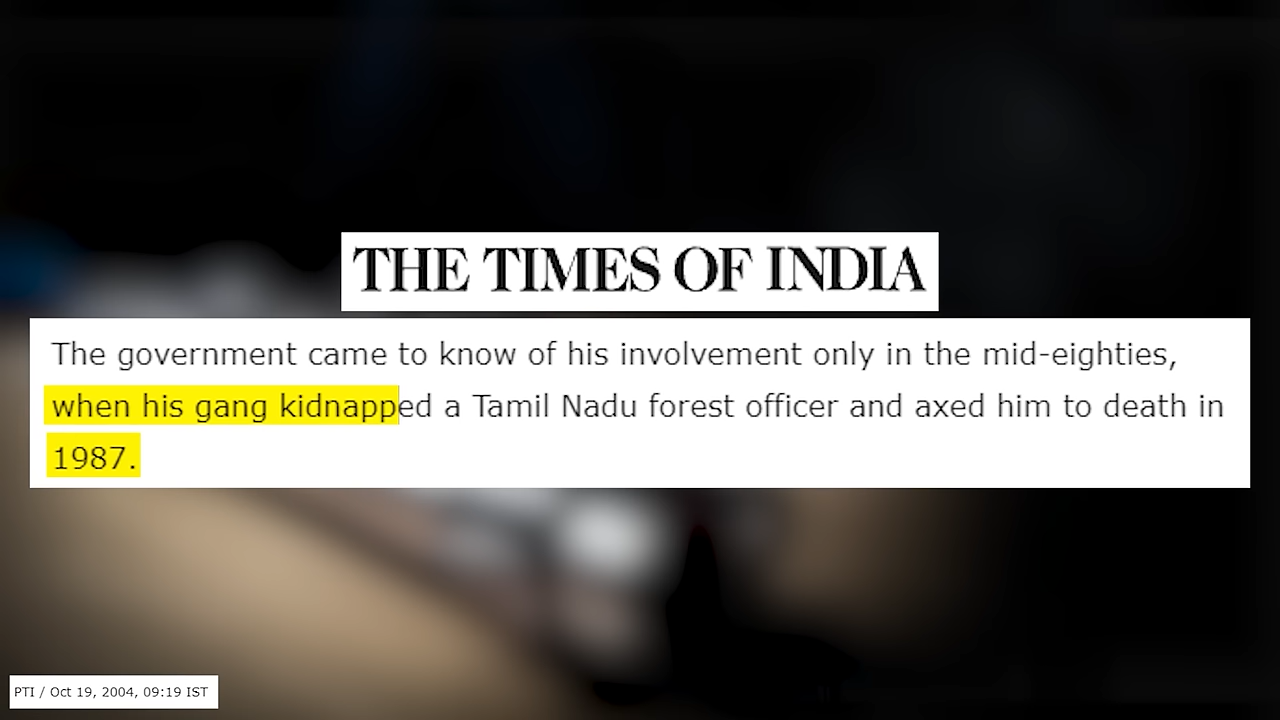 THE TIMES OF INDIA
The government came to know of his involvement only in the mid-eighties,
when his gang kidnapped a Tamil Nadu forest officer and axed him to death in
1987.
PTI / Oct 19, 2004, 09:19 IST